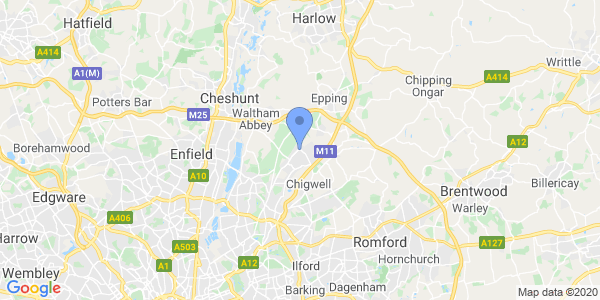 Harlow
Hatfield
A414
Writtle
A1(M)
Chipping
Ongar
A414
Cheshunt
Epping
Potters Bar
M25
Waltham
Abbey
Borehamwood
Enfield
M11
A12
A10
Chigwell
Brentwood
Billericay
Edgware
Warley
A406
Harrow
A503
Romford
A127
Hornchurch
Wembley
A1
A12
Ilford
Barking
Dagenham
Google
Map data ©2020